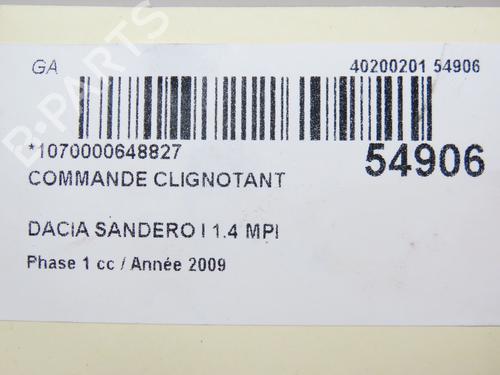 GA 40200201 54906
*1070000648827 54906
COMMANDE CLIGNOTANT
DACIA SANDERO I 1.4 MPI
Phase 1 cc / Année 2009
B-PARTS